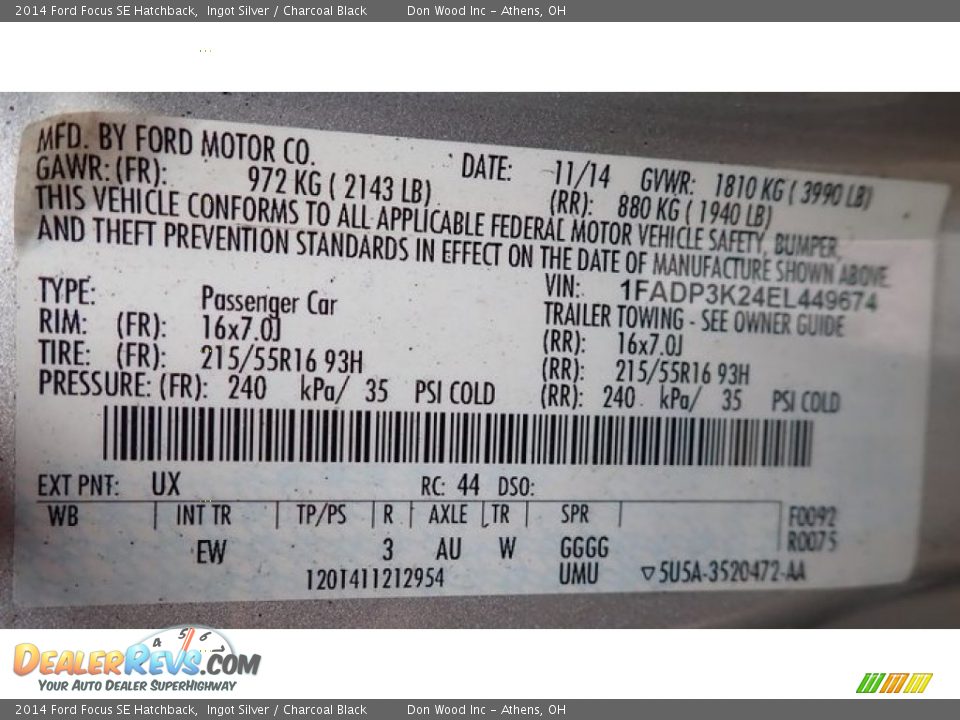 2014 Ford Focus SE Hatchback, Ingot Silver / Charcoal Black Don Wood Inc - Athens, OH
MFD. BY FORD MOTOR CO.
DATE: 11/14 GVWR: 1810 KG ( 3990 LB)
GAWR: (FR): 972 KG ( 2143 LB) (RR): 880 KG ( 1940 LB)
THIS VEHICLE CONFORMS TO ALL APPLICABLE FEDERAL MOTOR VEHICLE SAFETY, BUMPER,
AND THEFT PREVENTION STANDARDS IN EFFECT ON THE DATE OF MANUFACTURE SHOWN ABOVE.
VIN: 1FADP3K24EL449674
TYPE: Passenger Car TRAILER TOWING - SEE OWNER GUIDE
RIM: (FR): 16x7.0J (RR): 16x7.0J
TIRE: (FR): 215/55R16 93H (RR): 215/55R16 93H
PRESSURE: (FR): 240 kPa/ 35 PSI COLD (RR): 240 kPa/ 35 PSI COLD
EXT PNT: UX RC: 44 DSO:
WB INT TR TP/PS R AXLE TR SPR F0092
EW 3 AU W GGGG R0075
120T411212954 UMU ▽5U5A-3520472-AA
4 5 6
DEALERREVS.COM
YOUR AUTO DEALER SUPERHIGHWAY
2014 Ford Focus SE Hatchback, Ingot Silver / Charcoal Black Don Wood Inc - Athens, OH